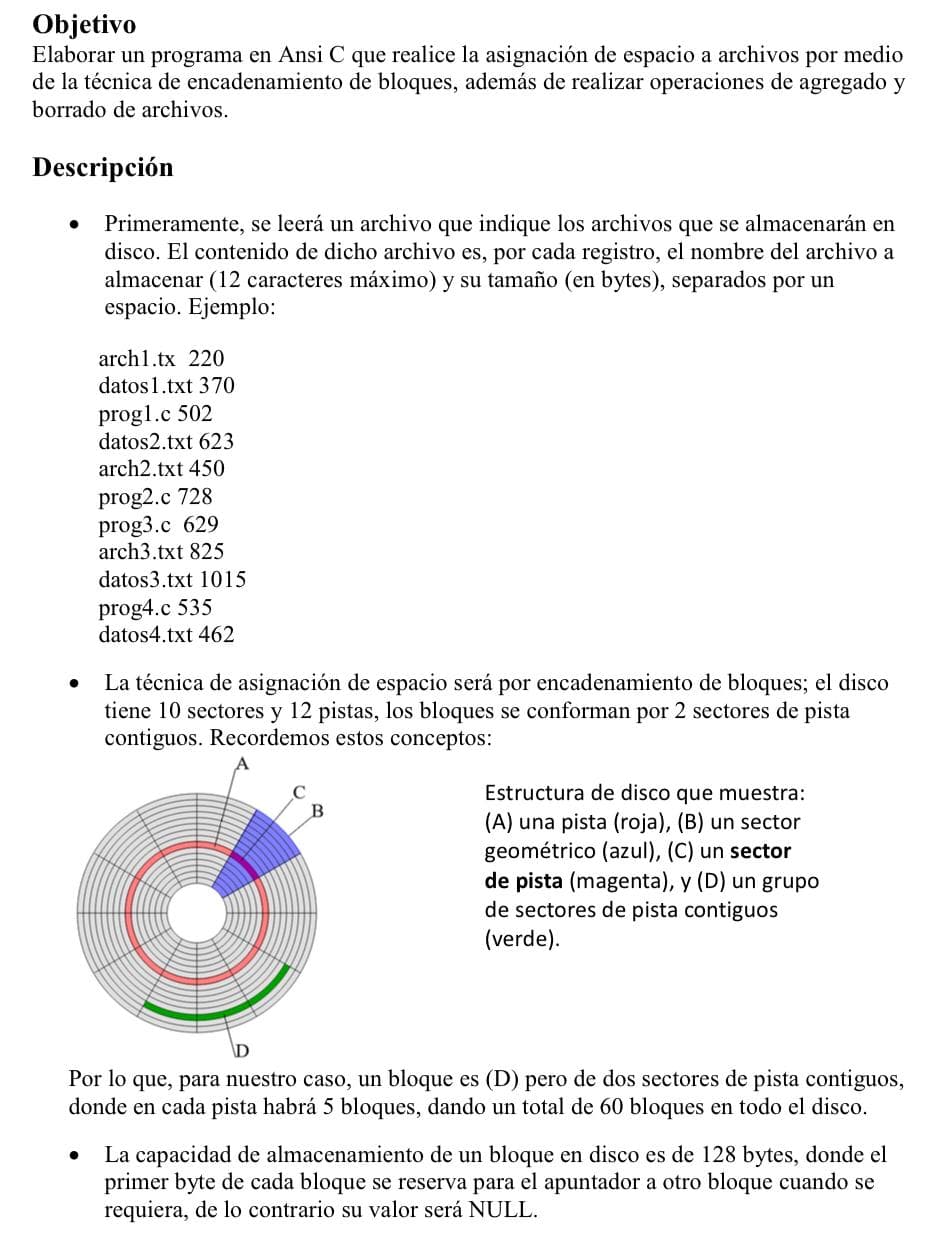 Objetivo
Elaborar un programa en Ansi C que realice la asignación de espacio a archivos por medio
de la técnica de encadenamiento de bloques, además de realizar operaciones de agregado y
borrado de archivos.
Descripción
• Primeramente, se leerá un archivo que indique los archivos que se almacenarán en
disco. El contenido de dicho archivo es, por cada registro, el nombre del archivo a
almacenar (12 caracteres máximo) y su tamaño (en bytes), separados por un
espacio. Ejemplo:
arch1.tx  220
datos1.txt 370
prog1.c 502
datos2.txt 623
arch2.txt 450
prog2.c 728
prog3.c  629
arch3.txt 825
datos3.txt 1015
prog4.c 535
datos4.txt 462
• La técnica de asignación de espacio será por encadenamiento de bloques; el disco
tiene 10 sectores y 12 pistas, los bloques se conforman por 2 sectores de pista
contiguos. Recordemos estos conceptos:
A
C
B
D
Estructura de disco que muestra:
(A) una pista (roja), (B) un sector
geométrico (azul), (C) un sector
de pista (magenta), y (D) un grupo
de sectores de pista contiguos
(verde).
Por lo que, para nuestro caso, un bloque es (D) pero de dos sectores de pista contiguos,
donde en cada pista habrá 5 bloques, dando un total de 60 bloques en todo el disco.
• La capacidad de almacenamiento de un bloque en disco es de 128 bytes, donde el
primer byte de cada bloque se reserva para el apuntador a otro bloque cuando se
requiera, de lo contrario su valor será NULL.